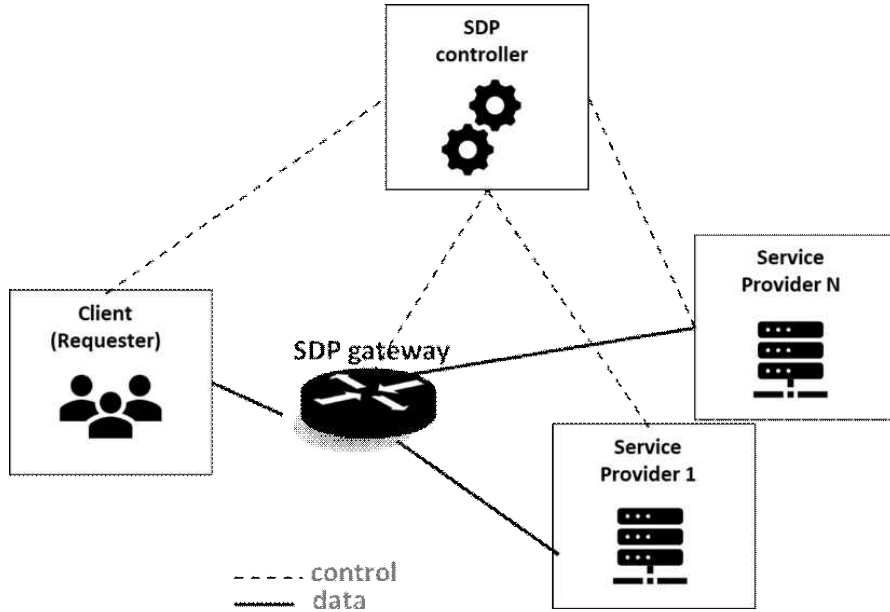 SDP
controller
Client
(Requester)
SDP gateway
Service
Provider N
Service
Provider 1
control
data